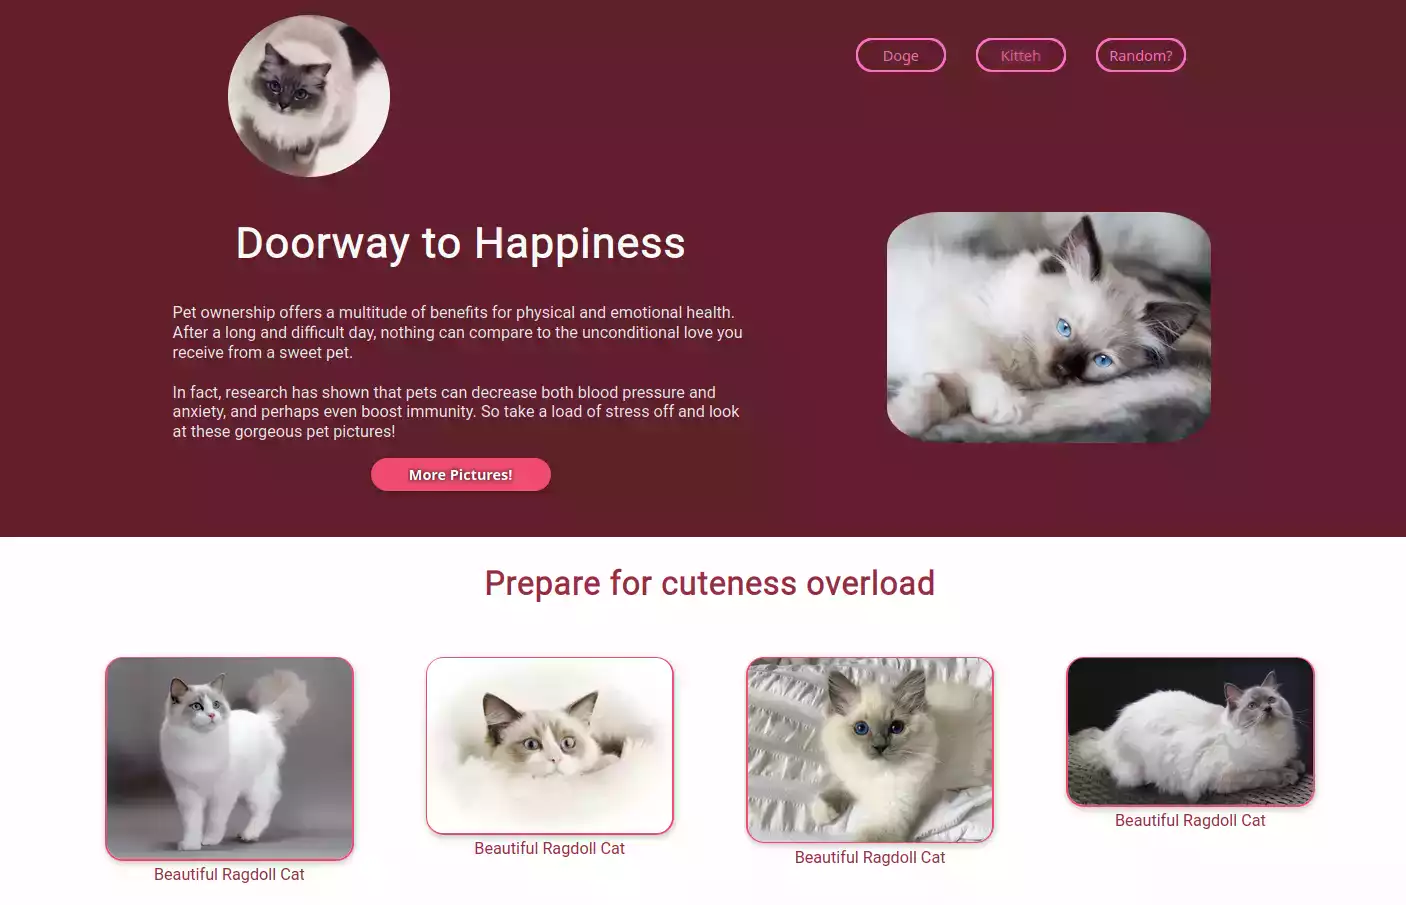 Doge
Kitteh
Random?
Doorway to Happiness
Pet ownership offers a multitude of benefits for physical and emotional health.
After a long and difficult day, nothing can compare to the unconditional love you
receive from a sweet pet.
In fact, research has shown that pets can decrease both blood pressure and
anxiety, and perhaps even boost immunity. So take a load of stress off and look
at these gorgeous pet pictures!
More Pictures!
Prepare for cuteness overload
Beautiful Ragdoll Cat
Beautiful Ragdoll Cat
Beautiful Ragdoll Cat
Beautiful Ragdoll Cat